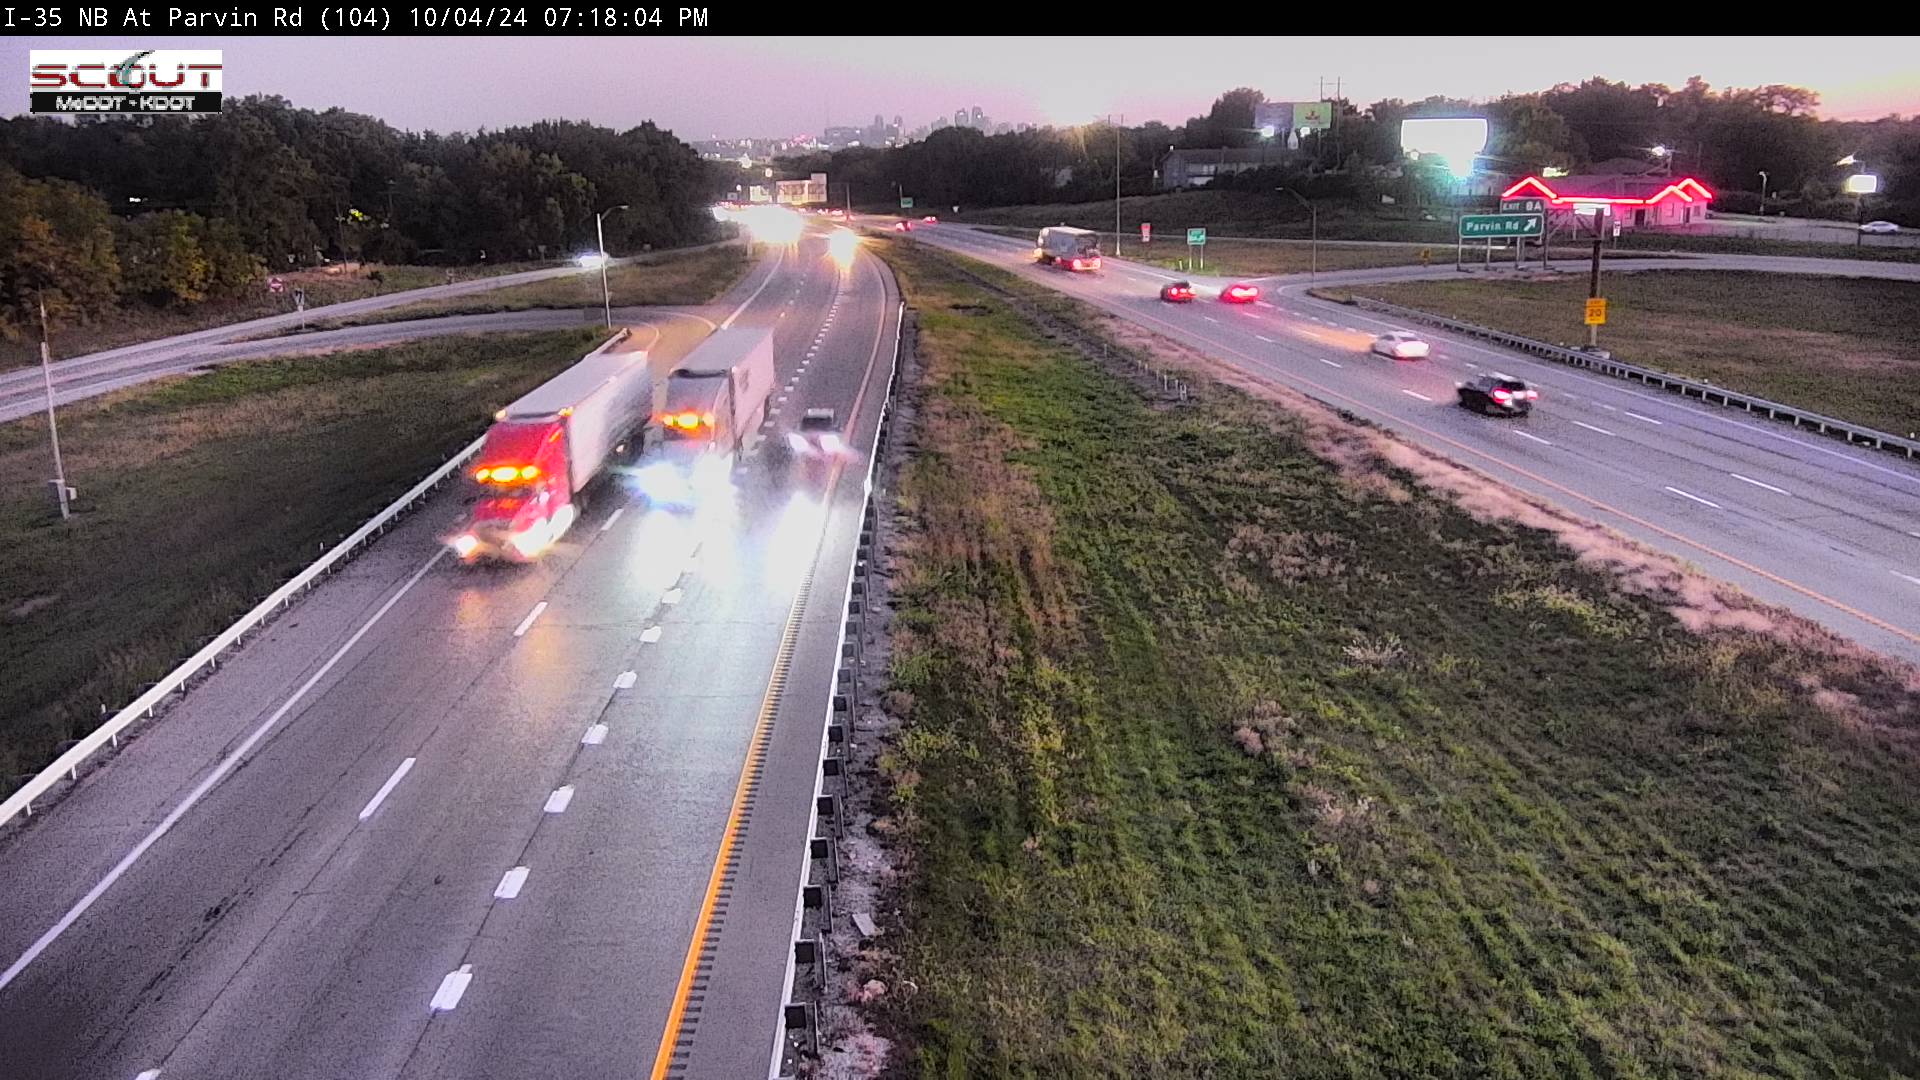 I-35 NB At Parvin Rd (104) 10/04/24 07:18:04 PM
SCOUT
MoDOT - KDOT
EXIT 8A
Parvin Rd
20